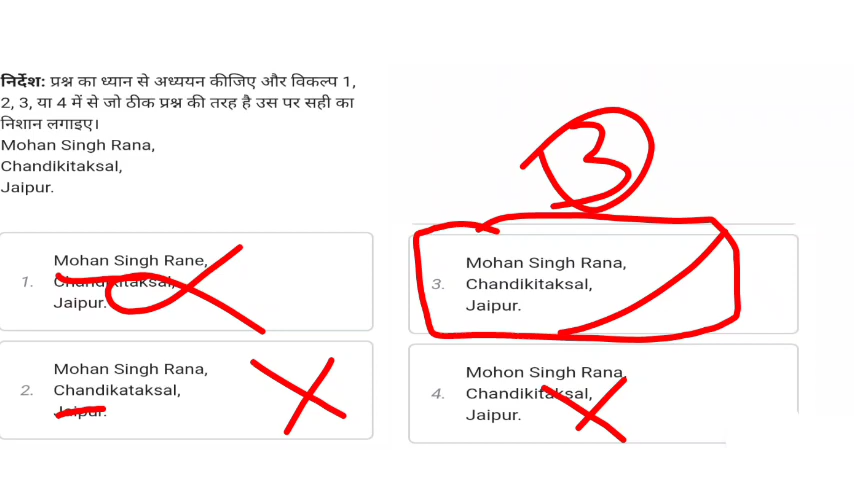 निर्देश: प्रश्न का ध्यान से अध्ययन कीजिए और विकल्प 1,
2, 3, या 4 में से जो ठीक प्रश्न की तरह है उस पर सही का
निशान लगाइए।
Mohan Singh Rana,
Chandikitaksal,
Jaipur.
1. Mohan Singh Rane,
Chandikitaksal,
Jaipur.
2. Mohan Singh Rana,
Chandikataksal,
Jaipur.
3
3. Mohan Singh Rana,
Chandikitaksal,
Jaipur.
4. Mohon Singh Rana,
Chandikitaksal,
Jaipur.